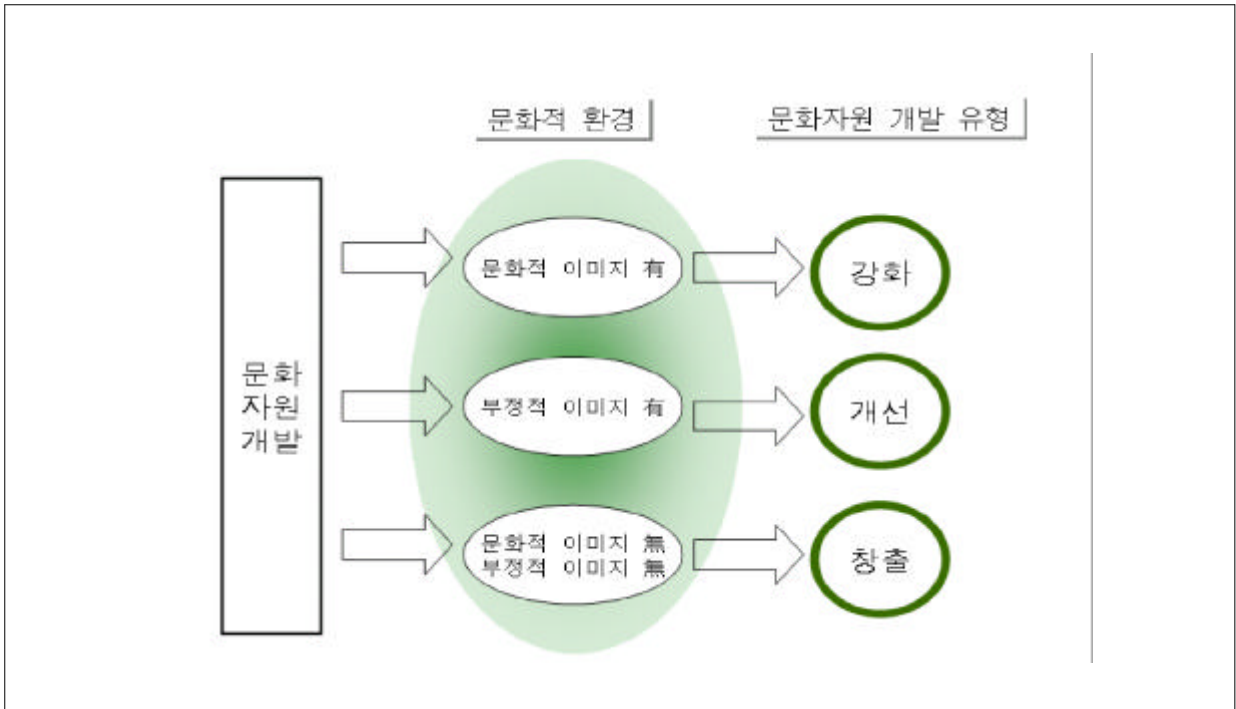 문화적 환경
문화자원 개발 유형
문화
자원
개발
문화적 이미지 有
강화
부정적 이미지 有
개선
문화적 이미지 無
부정적 이미지 無
창출